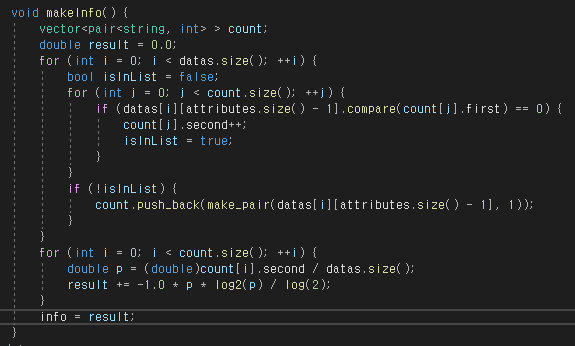 void makeInfo() {
vector<pair<string, int> > count;
double result = 0.0;
for (int i = 0; i < datas.size(); ++i) {
bool isInList = false;
for (int j = 0; j < count.size(); ++j) {
if (datas[i][attributes.size() - 1].compare(count[j].first) == 0) {
count[j].second++;
isInList = true;
}
}
if (!isInList) {
count.push_back(make_pair(datas[i][attributes.size() - 1], 1));
}
}
for (int i = 0; i < count.size(); ++i) {
double p = (double)count[i].second / datas.size();
result += -1.0 * p * log2(p) / log(2);
}
info = result;
}